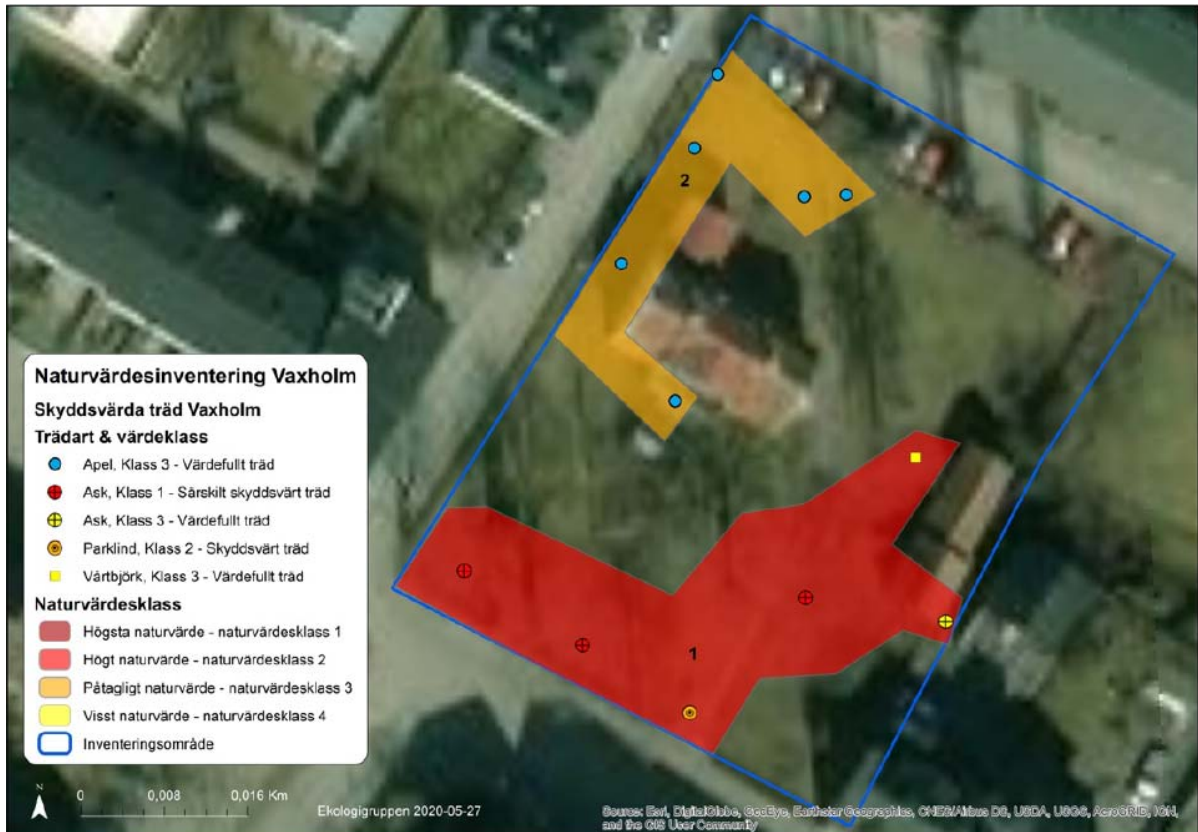 2
Naturvärdesinventering Vaxholm
Skyddsvärda träd Vaxholm
Trädart & värdeklass
Apel, Klass 3 - Värdefullt träd
Ask, Klass 1 - Särskilt skyddsvärt träd
Ask, Klass 3 - Värdefullt träd
Parklind, Klass 2 - Skyddsvärt träd
Vårtbjörk, Klass 3 - Värdefullt träd
Naturvärdesklass
Högsta naturvärde - naturvärdesklass 1
Högt naturvärde - naturvärdesklass 2
Påtagligt naturvärde - naturvärdesklass 3
Visst naturvärde - naturvärdesklass 4
Inventeringsområde
1
N
0 0,008 0,016 Km
Ekologigruppen 2020-05-27
Source: Esri, DigitalGlobe, GeoEye, Earthstar Geographics, CNES/Airbus DS, USDA, USGS, AeroGRID, IGN,
and the GIS User Community